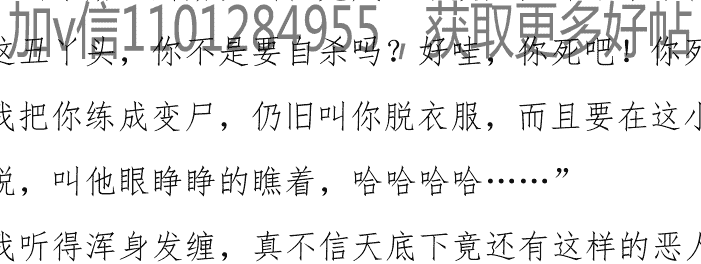 加v信1101284955，获取更多好帖
这丑丫头，你不是要自杀吗？好哇，你死吧！你死
我把你练成变尸，仍旧叫你脱衣服，而且要在这小
说，叫他眼睁睁的瞧着，哈哈哈哈……”
我听得浑身发缠，真不信天底下竟还有这样的恶人